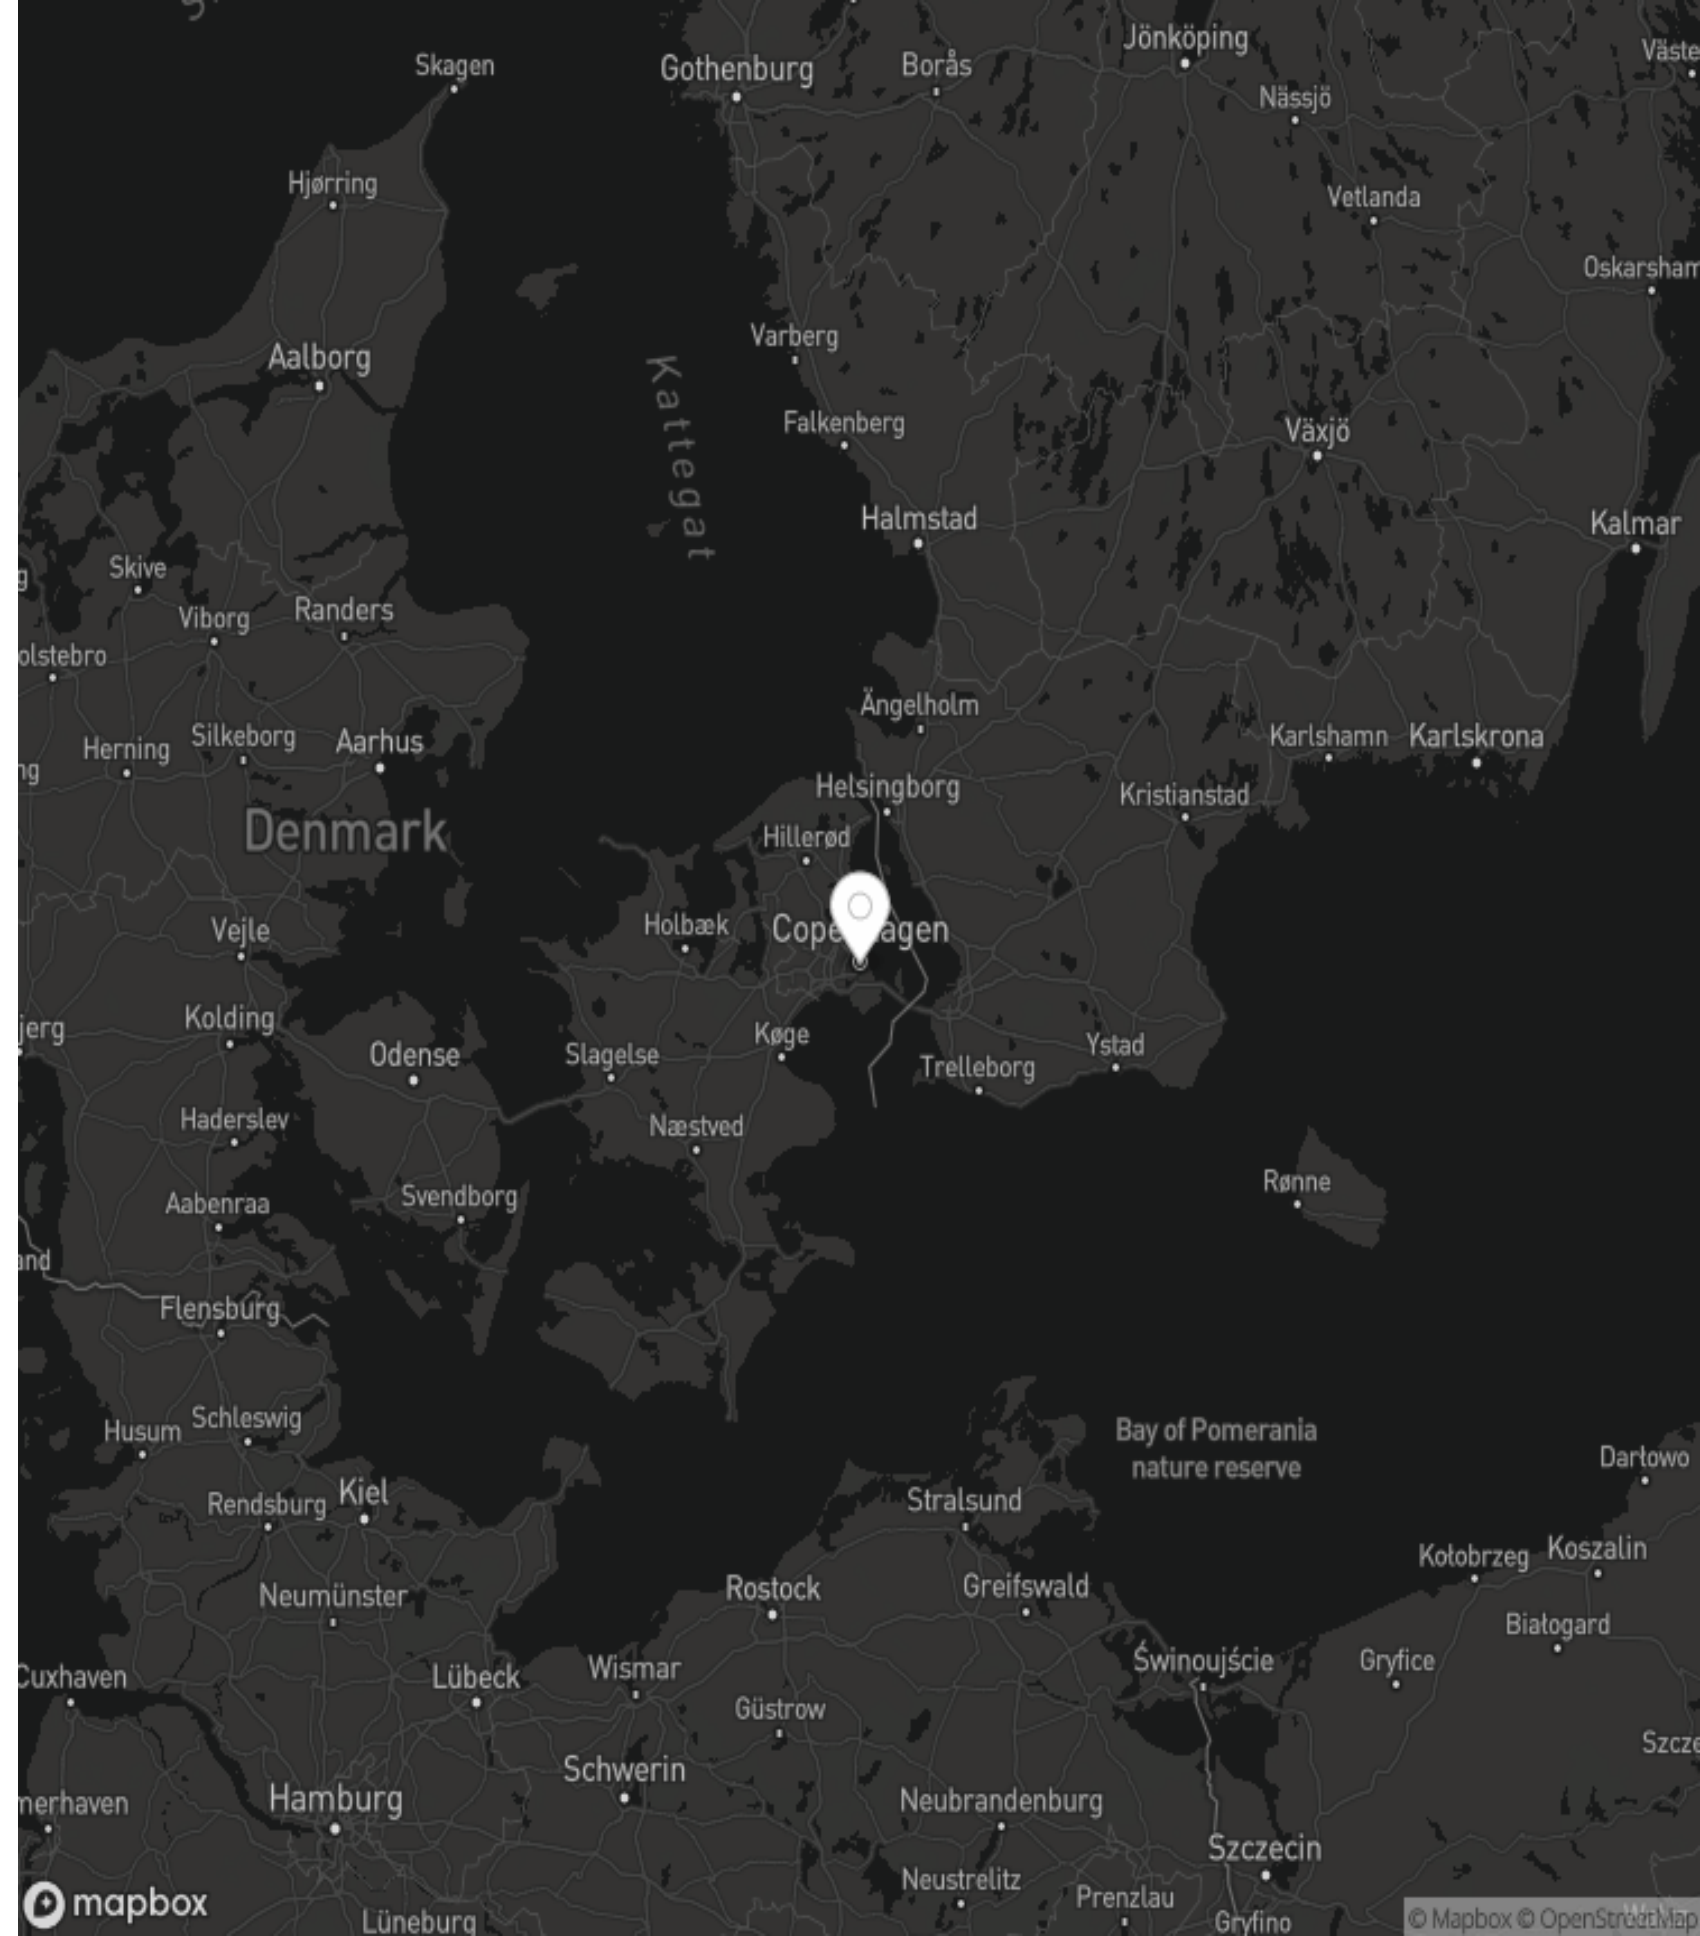 Skagen
Gothenburg
Borås
Jönköping
Nässjö
Hjørring
Vetlanda
Aalborg
Varberg
Kattegat
Falkenberg
Växjö
Halmstad
Kalmar
Skive
Viborg
Randers
Ängelholm
Herning
Silkeborg
Aarhus
Karlshamn
Karlskrona
Helsingborg
Kristianstad
Denmark
Hillerød
Vejle
Holbæk
Kolding
Odense
Slagelse
Køge
Ystad
Trelleborg
Haderslev
Næstved
Aabenraa
Svendborg
Rønne
Flensburg
Husum
Schleswig
Bay of Pomerania
nature reserve
Darłowo
Rendsburg
Kiel
Stralsund
Kołobrzeg
Koszalin
Neumünster
Rostock
Greifswald
Białogard
Cuxhaven
Lübeck
Wismar
Świnoujście
Gryfice
Güstrow
Schwerin
Hamburg
Neubrandenburg
Szczecin
Neustrelitz
Prenzlau
mapbox
Lüneburg
Gryfino
© Mapbox © OpenStreetMap